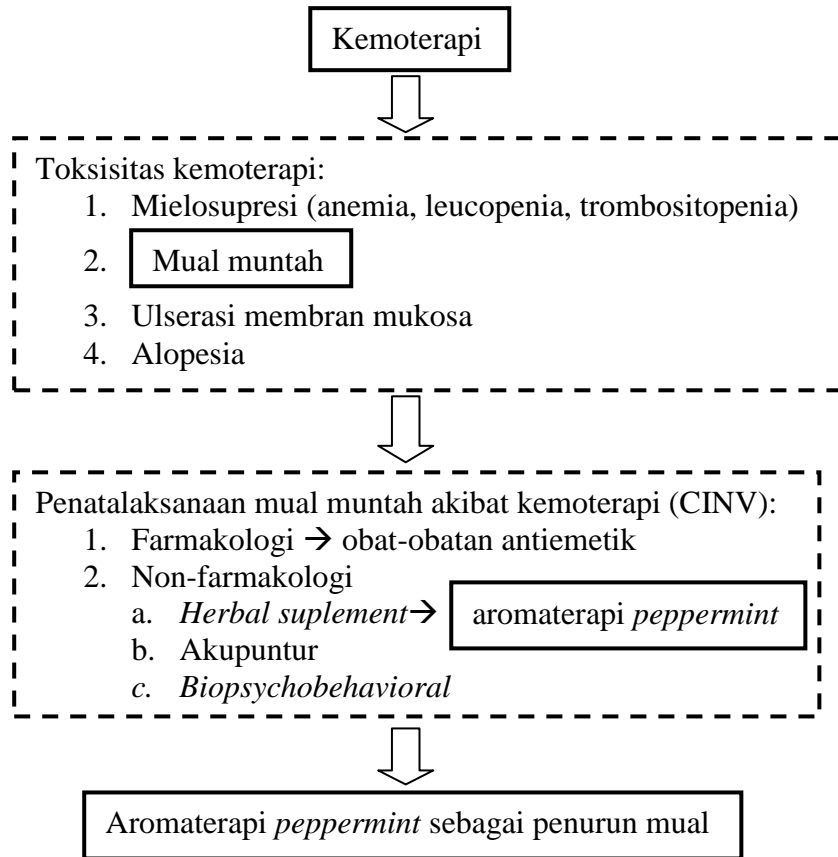 Kemoterapi
Toksisitas kemoterapi:
1. Mielosupresi (anemia, leucopenia, trombositopenia)
2. Mual muntah
3. Ulserasi membran mukosa
4. Alopesia
Penatalaksanaan mual muntah akibat kemoterapi (CINV):
1. Farmakologi → obat-obatan antiemetik
2. Non-farmakologi
a. Herbal suplement→ aromaterapi peppermint
b. Akupuntur
c. Biopsychobehavioral
Aromaterapi peppermint sebagai penurun mual